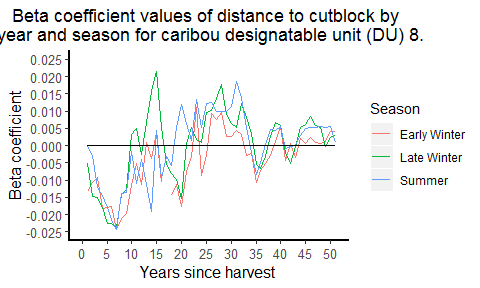 Beta coefficient values of distance to cutblock by
year and season for caribou designatable unit (DU) 8.
Beta coefficient
0.025
0.020
0.015
0.010
0.005
0.000
-0.005
-0.010
-0.015
-0.020
-0.025
0 5 10 15 20 25 30 35 40 45 50
Years since harvest
Season
Early Winter
Late Winter
Summer